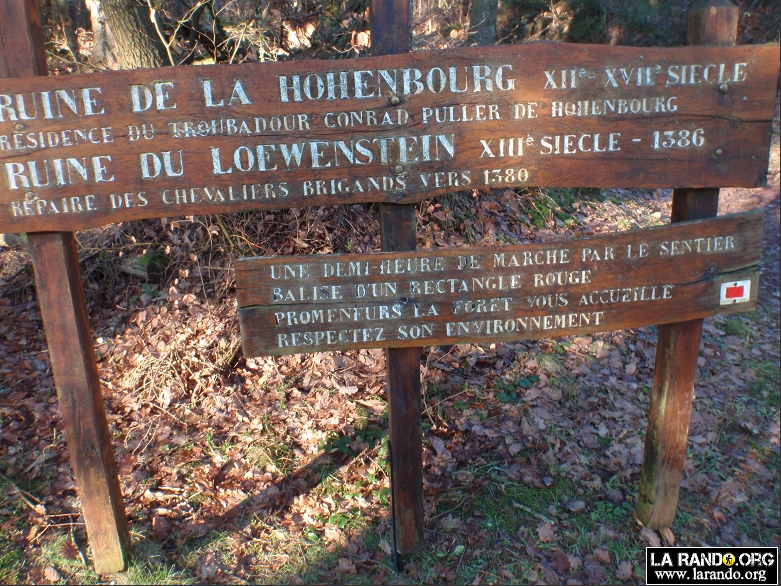 RUINE DE LA HOHENBOURG XIIe - XVIIe SIECLE
RÉSIDENCE DU TROUBADOUR CONRAD PULLER DE HOHENBOURG
RUINE DU LOEWENSTEIN XIIIe SIECLE - 1386
REPAIRE DES CHEVALIERS BRIGANDS VERS 1380
UNE DEMI-HEURE DE MARCHE PAR LE SENTIER
BALISE D'UN RECTANGLE ROUGE
PROMENEURS LA FORET VOUS ACCUEILLE
RESPECTEZ SON ENVIRONNEMENT
LA RANDO.ORG
www.larando.org